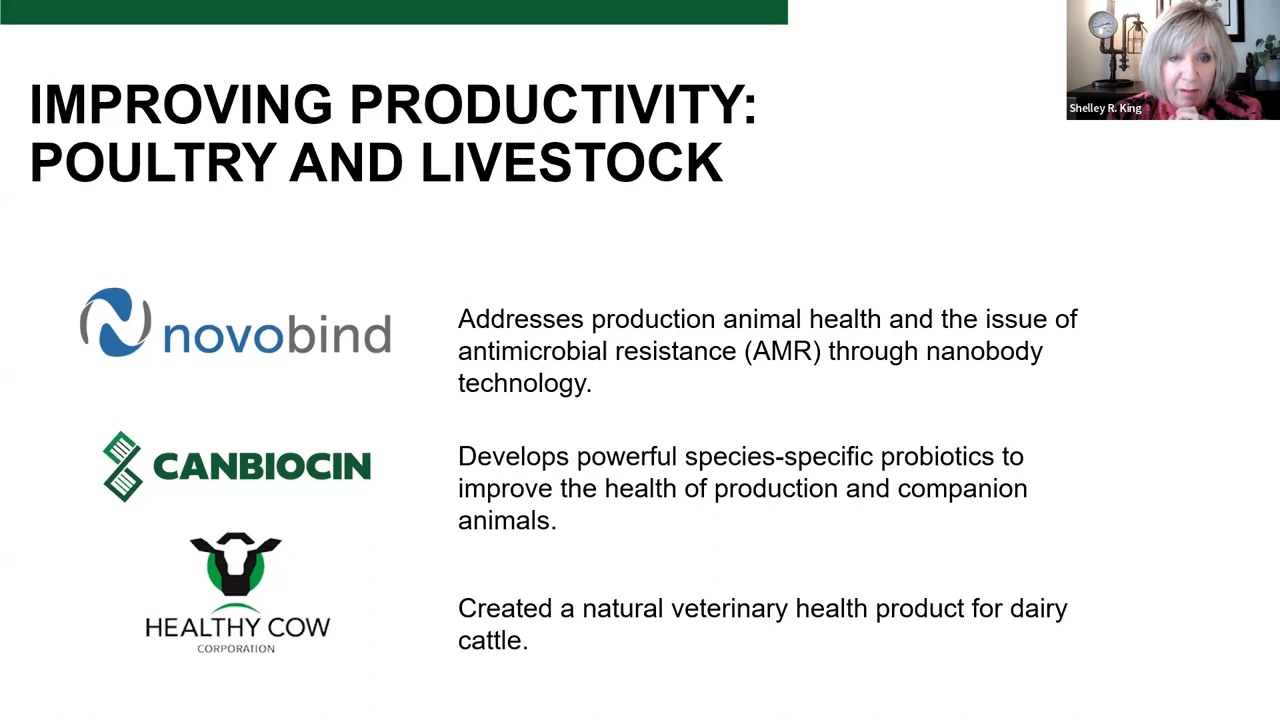 IMPROVING PRODUCTIVITY:
POULTRY AND LIVESTOCK
Shelley R. King
novobind
Addresses production animal health and the issue of
antimicrobial resistance (AMR) through nanobody
technology.
CANBIOCIN
Develops powerful species-specific probiotics to
improve the health of production and companion
animals.
HEALTHY COW
CORPORATION
Created a natural veterinary health product for dairy
cattle.